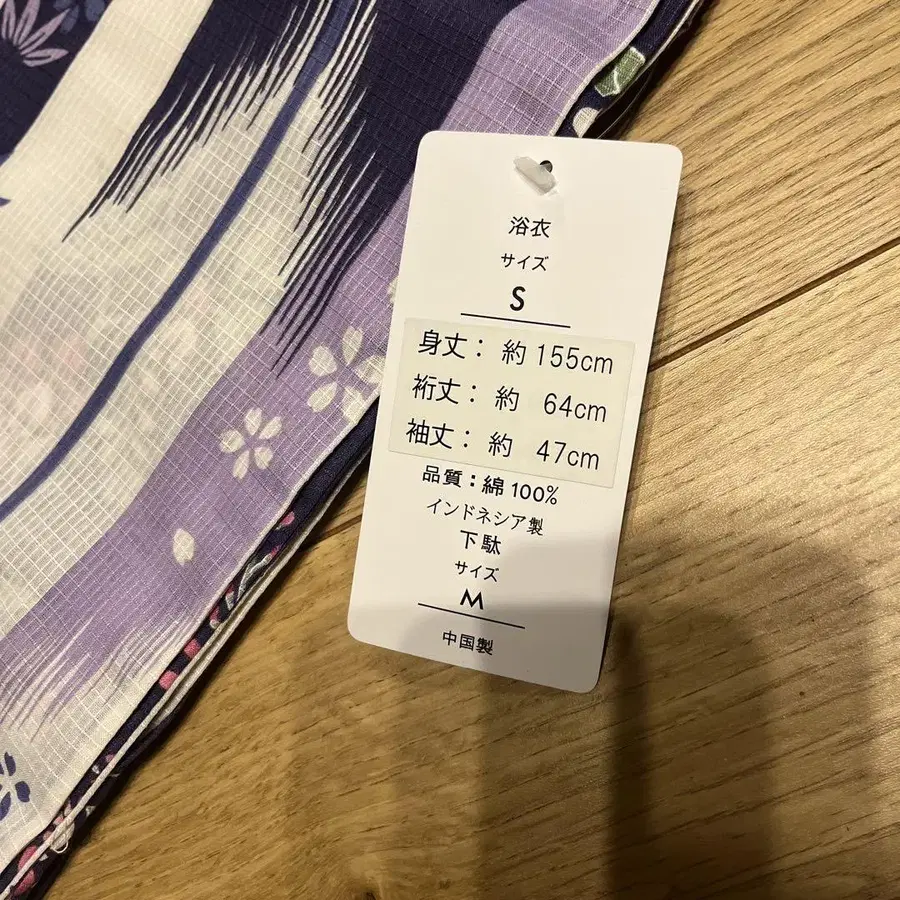 浴衣
サイズ
S
身丈： 約 155cm
裄丈： 約 64cm
袖丈： 約 47cm
品質：綿 100%
インドネシア製
下駄
サイズ
M
中国製